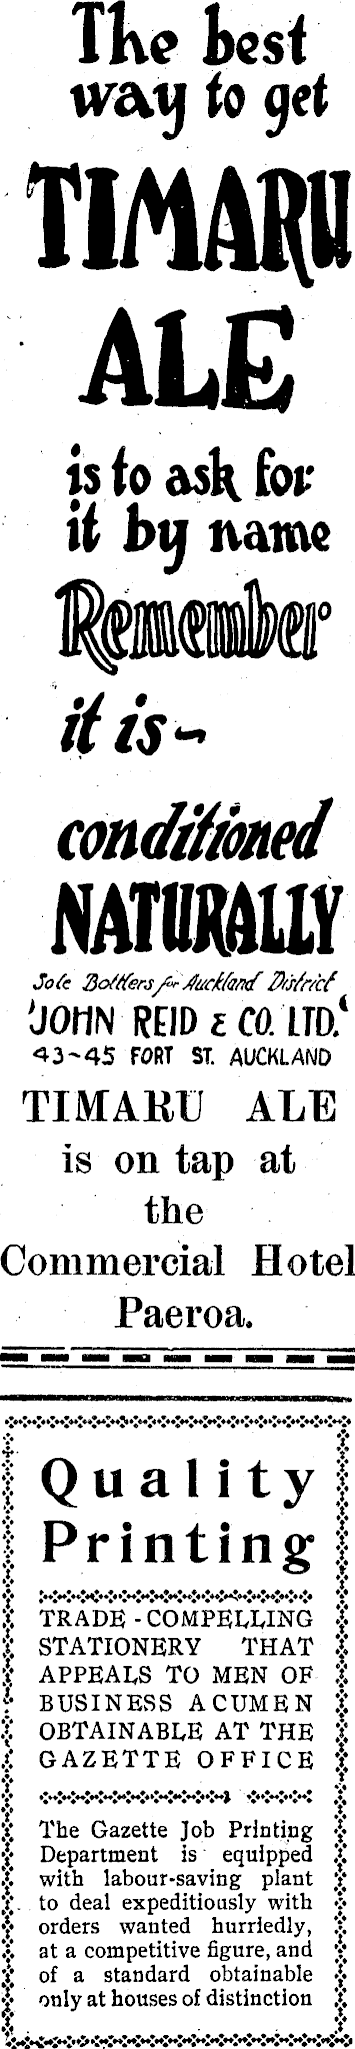 The best
way to get
TIMARU
ALE
is to ask for
it by name
Remember
it is -
conditioned
NATURALLY
Sole Bottlers for Auckland District
'JOHN REID & CO. LTD.'
43-45 FORT ST. AUCKLAND
TIMARU ALE
is on tap at
the
Commercial Hotel
Paeroa.
Quality
Printing
TRADE-COMPELLING
STATIONERY THAT
APPEALS TO MEN OF
BUSINESS ACUMEN
OBTAINABLE AT THE
GAZETTE OFFICE
The Gazette Job Printing
Department is equipped
with labour-saving plant
to deal expeditiously with
orders wanted hurriedly,
at a competitive figure, and
of a standard obtainable
only at houses of distinction